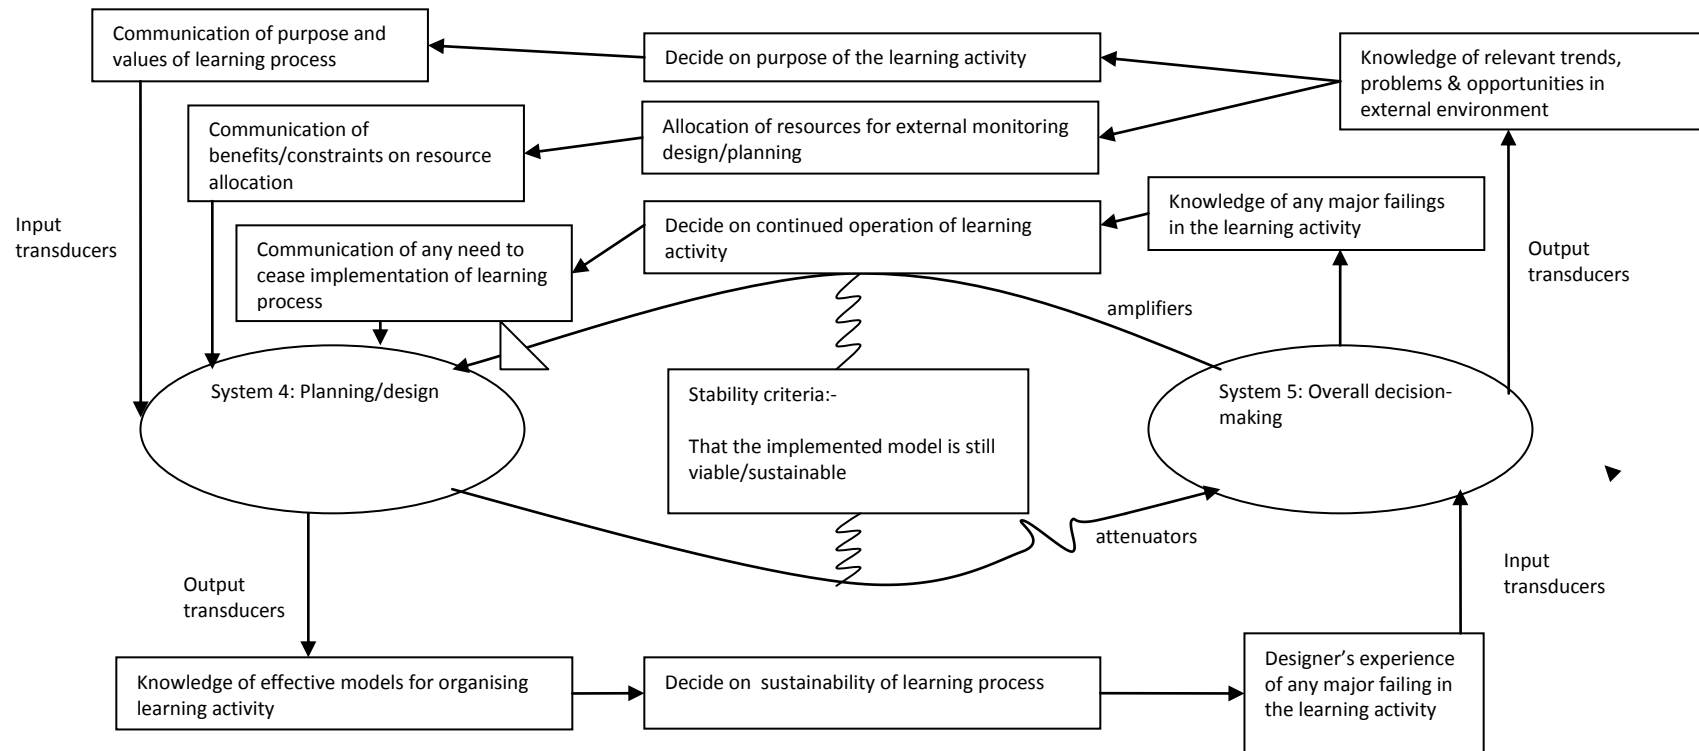 Communication of purpose and
values of learning process
Decide on purpose of the learning activity
Knowledge of relevant trends,
problems & opportunities in
external environment
Communication of
benefits/constraints on resource
allocation
Allocation of resources for external monitoring
design/planning
Knowledge of any major failings
in the learning activity
Input
transducers
Communication of any need to
cease implementation of learning
process
Decide on continued operation of learning
activity
Output
transducers
amplifiers
System 4: Planning/design
Stability criteria:-
That the implemented model is still
viable/sustainable
System 5: Overall decision-
making
attenuators
Output
transducers
Input
transducers
Knowledge of effective models for organising
learning activity
Decide on  sustainability of learning process
Designer’s experience
of any major failing in
the learning activity